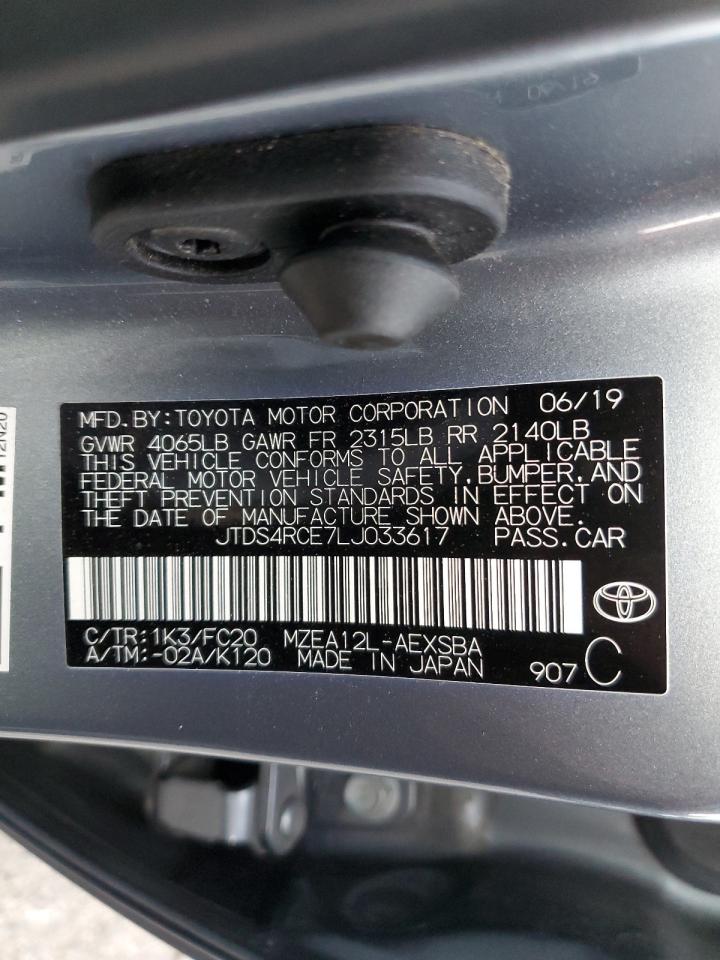 MFD.BY:TOYOTA MOTOR CORPORATION 06/19
GVWR 4065LB GAWR FR 2315LB RR 2140LB
THIS VEHICLE CONFORMS TO ALL APPLICABLE
FEDERAL MOTOR VEHICLE SAFETY,BUMPER,AND
THEFT PREVENTION STANDARDS IN EFFECT ON
THE DATE OF MANUFACTURE SHOWN ABOVE.
JTDS4RCE7LJ033617 PASS.CAR
C/TR:1K3/FC20 MZEA12L-AEXSBA
A/TM:-02A/K120 MADE IN JAPAN 907 C
12N20